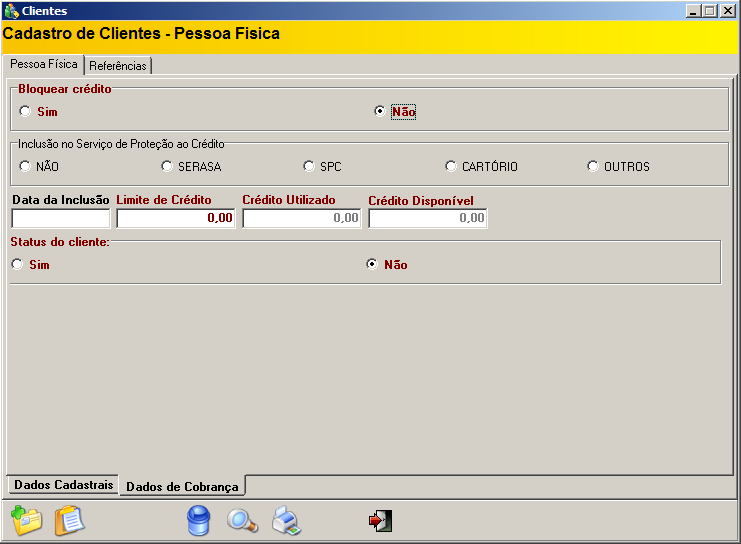 Clientes
Cadastro de Clientes - Pessoa Fisica
Pessoa Física Referências
Bloquear crédito
Sim Não
Inclusão no Serviço de Proteção ao Crédito
NÃO SERASA SPC CARTÓRIO OUTROS
Data da Inclusão Limite de Crédito Crédito Utilizado Crédito Disponível
0,00 0,00 0,00
Status do cliente:
Sim Não
Dados Cadastrais Dados de Cobrança